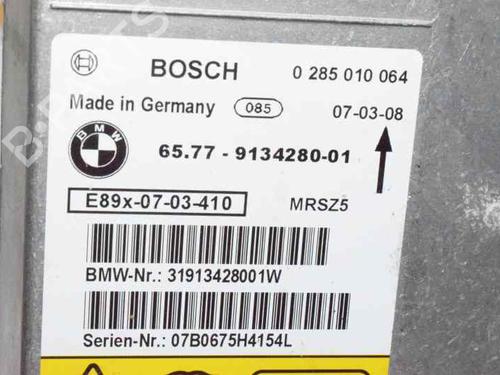 BOSCH 0 285 010 064
Made in Germany 085 07-03-08
BMW 65.77 - 9134280-01
E89x-07-03-410 MRSZ5
BMW-Nr.: 31913428001W
Serien-Nr.: 07B0675H4154L